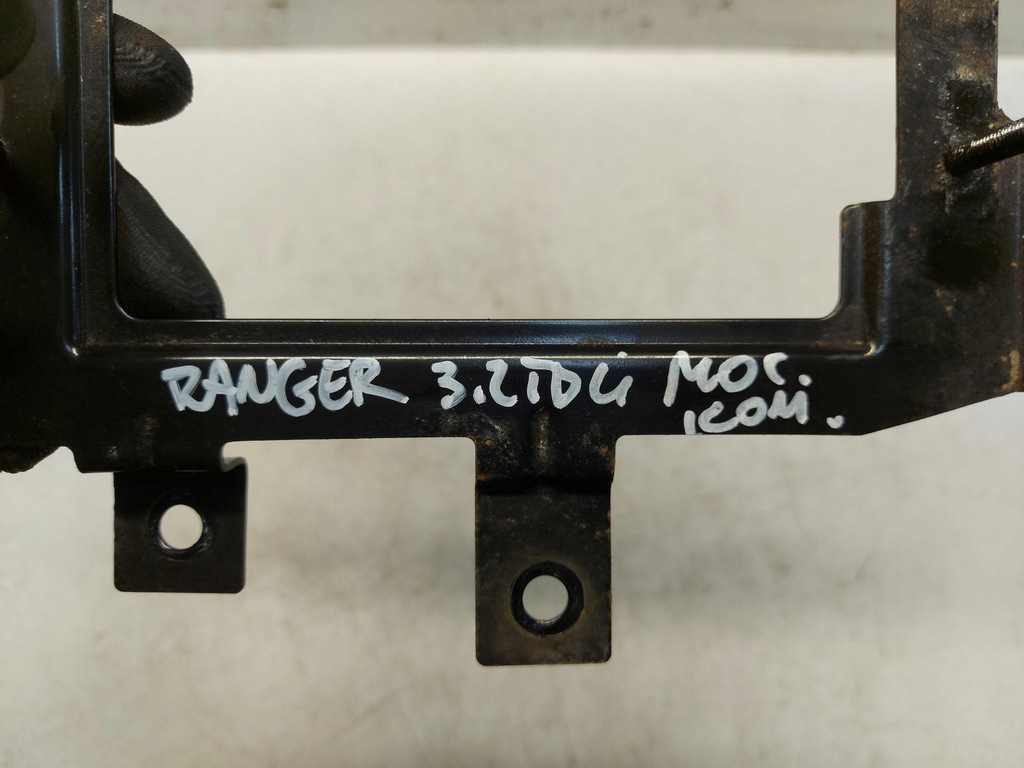 RANGER 3.2TDCi MOC.
KOM.